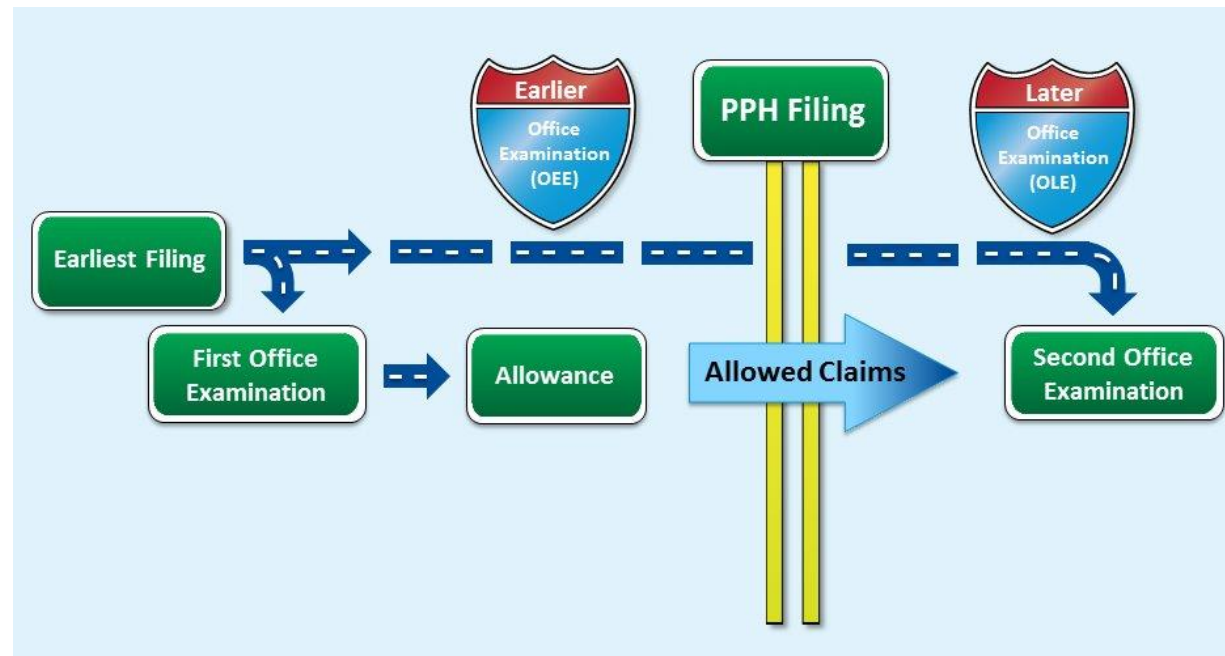 Earlier
Office
Examination
(OEE)
PPH Filing
Later
Office
Examination
(OLE)
Earliest Filing
First Office
Examination
Allowance
Allowed Claims
Second Office
Examination